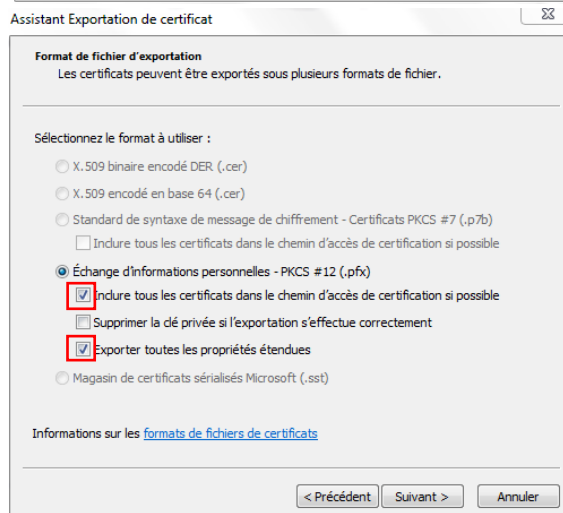 Assistant Exportation de certificat
Format de fichier d'exportation
Les certificats peuvent être exportés sous plusieurs formats de fichier.
Sélectionnez le format à utiliser :
X.509 binaire encodé DER (.cer)
X.509 encodé en base 64 (.cer)
Standard de syntaxe de message de chiffrement - Certificats PKCS #7 (.p7b)
Inclure tous les certificats dans le chemin d'accès de certification si possible
Échange d'informations personnelles - PKCS #12 (.pfx)
Inclure tous les certificats dans le chemin d'accès de certification si possible
Supprimer la clé privée si l'exportation s'effectue correctement
Exporter toutes les propriétés étendues
Magasin de certificats sérialisés Microsoft (.sst)
Informations sur les formats de fichiers de certificats
< Précédent Suivant > Annuler